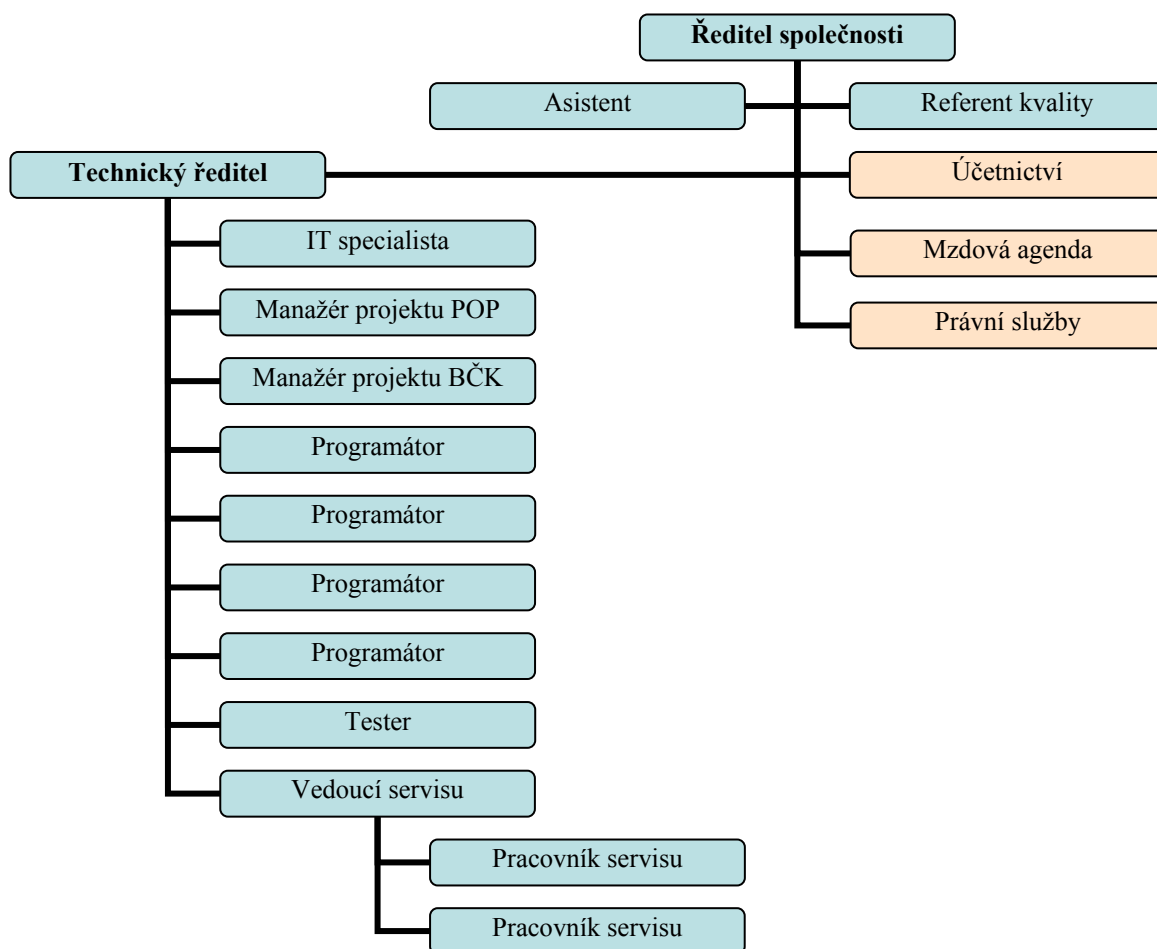 Ředitel společnosti
Asistent
Referent kvality
Technický ředitel
Účetnictví
IT specialista
Mzdová agenda
Manažér projektu POP
Právní služby
Manažér projektu BČK
Programátor
Programátor
Programátor
Programátor
Tester
Vedoucí servisu
Pracovník servisu
Pracovník servisu